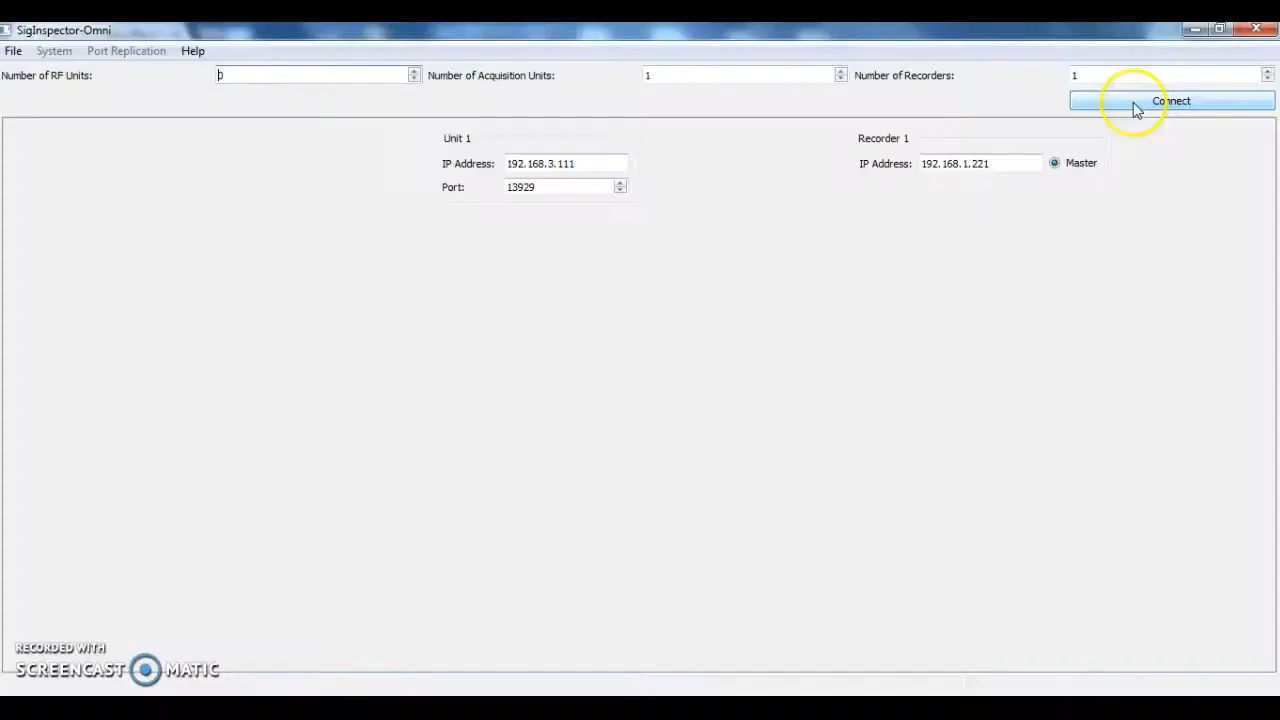 SigInspector-Omni
File System Port Replication Help
Number of RF Units: 0 Number of Acquisition Units: 1 Number of Recorders: 1
Connect
Unit 1 Recorder 1
IP Address: 192.168.3.111 IP Address: 192.168.1.221 Master
Port: 13929
RECORDED WITH
SCREENCAST MATIC